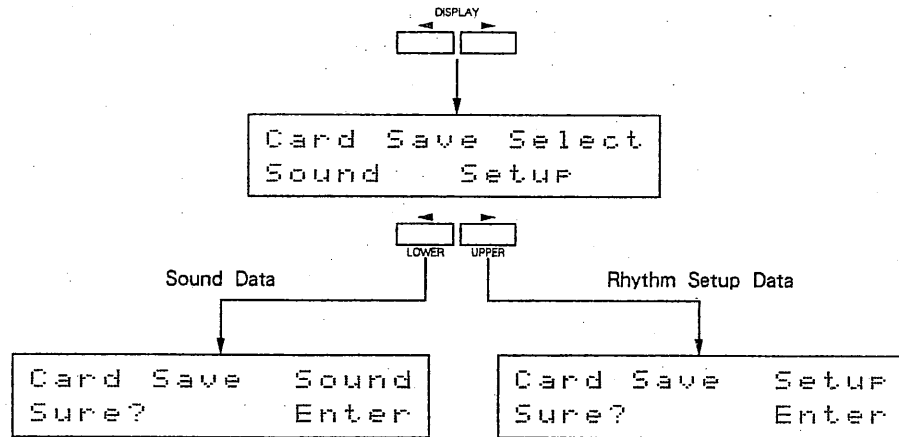 DISPLAY
Card Save Select
Sound Setup
LOWER UPPER
Sound Data
Rhythm Setup Data
Card Save Sound
Sure? Enter
Card Save Setup
Sure? Enter